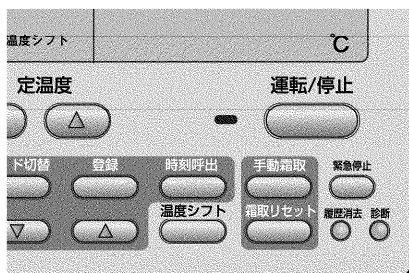 温度シフト
℃
定温度
運転/停止
ド切替 登録 時刻呼出 手動霜取 緊急停止
温度シフト 霜取リセット 履歴消去 診断